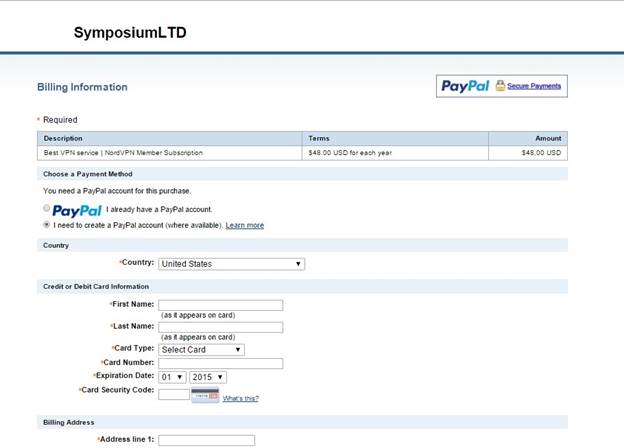 SymposiumLTD
Billing Information
PayPal Secure Payments
* Required
Description Terms Amount
Best VPN service | NordVPN Member Subscription $48.00 USD for each year $48.00 USD
Choose a Payment Method
You need a PayPal account for this purchase.
PayPal I already have a PayPal account.
I need to create a PayPal account (where available). Learn more
Country
*Country: United States
Credit or Debit Card Information
*First Name:
(as it appears on card)
*Last Name:
(as it appears on card)
*Card Type: Select Card
*Card Number:
*Expiration Date: 01 2015
*Card Security Code: What's this?
Billing Address
*Address line 1: